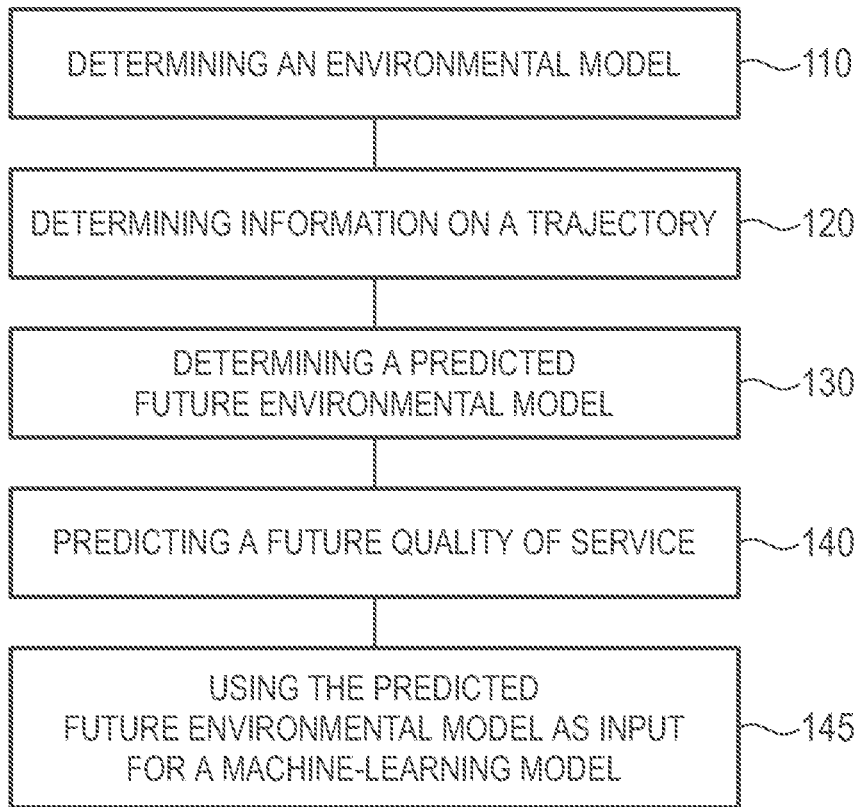 DETERMINING AN ENVIRONMENTAL MODEL 110
DETERMINING INFORMATION ON A TRAJECTORY 120
DETERMINING A PREDICTED
FUTURE ENVIRONMENTAL MODEL 130
PREDICTING A FUTURE QUALITY OF SERVICE 140
USING THE PREDICTED
FUTURE ENVIRONMENTAL MODEL AS INPUT 145
FOR A MACHINE-LEARNING MODEL